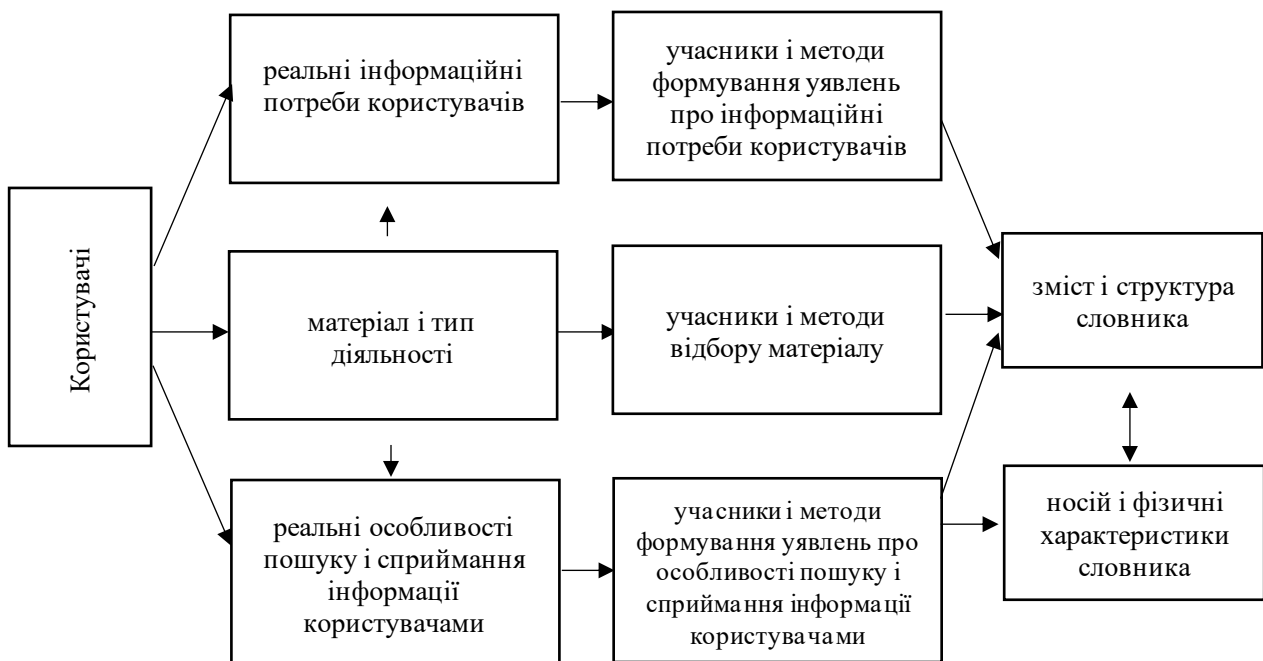 Користувачі
реальні інформаційні
потреби користувачів
учасники і методи
формування уявлень
про інформаційні
потреби користувачів
матеріал і тип
діяльності
учасники і методи
відбору матеріалу
зміст і структура
словника
реальні особливості
пошуку і сприймання
інформації
користувачами
учасники і методи
формування уявлень про
особливості пошуку і
сприймання інформації
користувачами
носій і фізичні
характеристики
словника